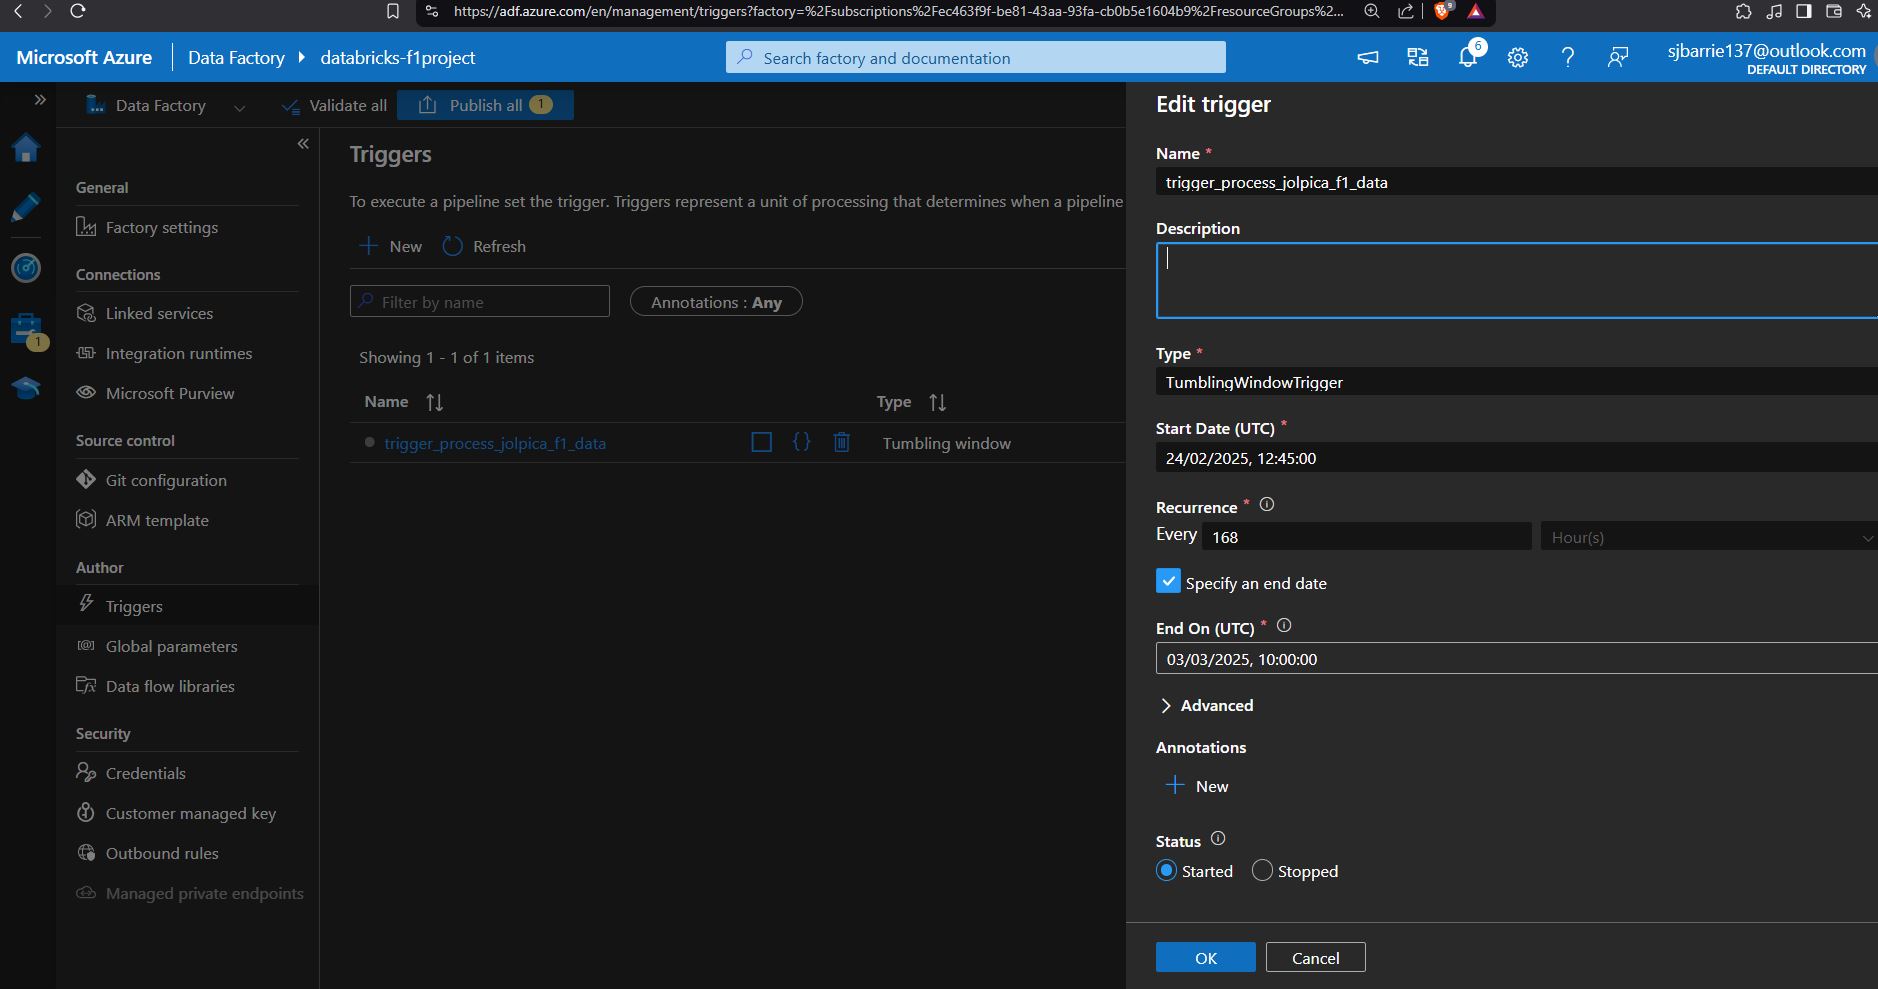 https://adf.azure.com/en/management/triggers?factory=%2Fsubscriptions%2Fec463f9f-be81-43aa-93fa-cb0b5e1604b9%2FresourceGroups%2...
9
Microsoft Azure
Data Factory
databricks-f1project
Search factory and documentation
6
sjbarrie137@outlook.com
DEFAULT DIRECTORY
Data Factory
Validate all
Publish all
1
General
Factory settings
Connections
Linked services
Integration runtimes
1
Microsoft Purview
Source control
Git configuration
ARM template
Author
Triggers
Global parameters
Data flow libraries
Security
Credentials
Customer managed key
Outbound rules
Managed private endpoints
Triggers
To execute a pipeline set the trigger. Triggers represent a unit of processing that determines when a pipeline
New
Refresh
Filter by name
Annotations : Any
Showing 1 - 1 of 1 items
Name
Type
trigger_process_jolpica_f1_data
{}
Tumbling window
Edit trigger
Name *
trigger_process_jolpica_f1_data
Description
Type *
TumblingWindowTrigger
Start Date (UTC) *
24/02/2025, 12:45:00
Recurrence *
Every 168 Hour(s)
Specify an end date
End On (UTC) *
03/03/2025, 10:00:00
Advanced
Annotations
New
Status
Started
Stopped
OK
Cancel